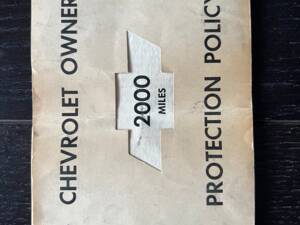 CHEVROLET OWNER
2000
MILES
PROTECTION POLICY